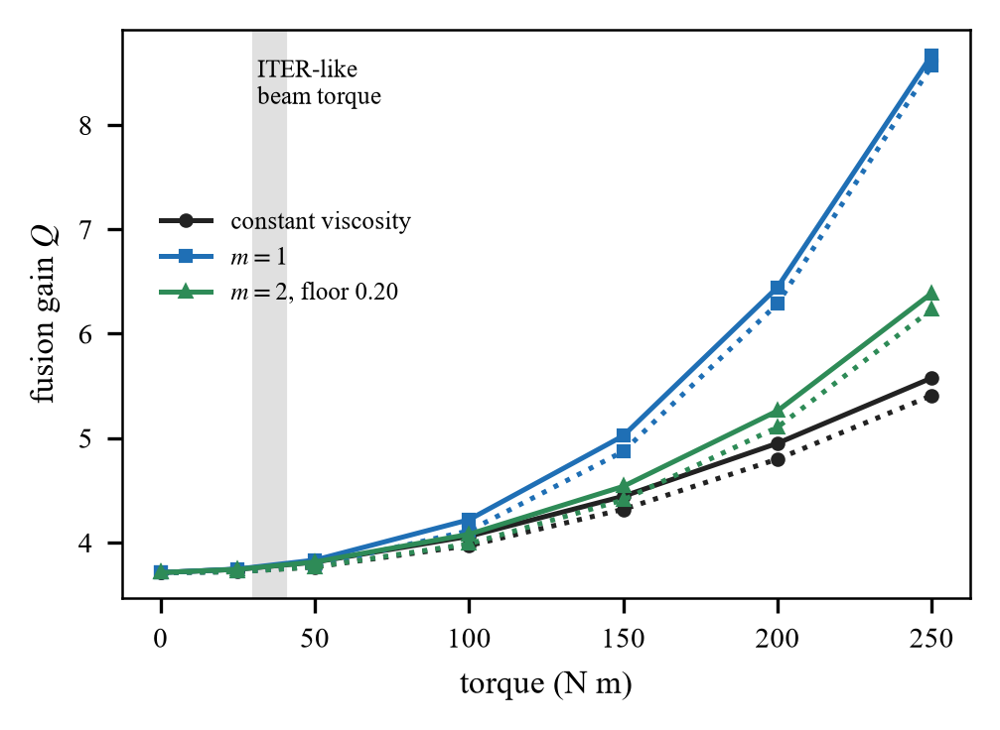 ITER-like
beam torque
8
7
6
5
4
fusion gain Q
constant viscosity
m = 1
m = 2, floor 0.20
0 50 100 150 200 250
torque (N m)